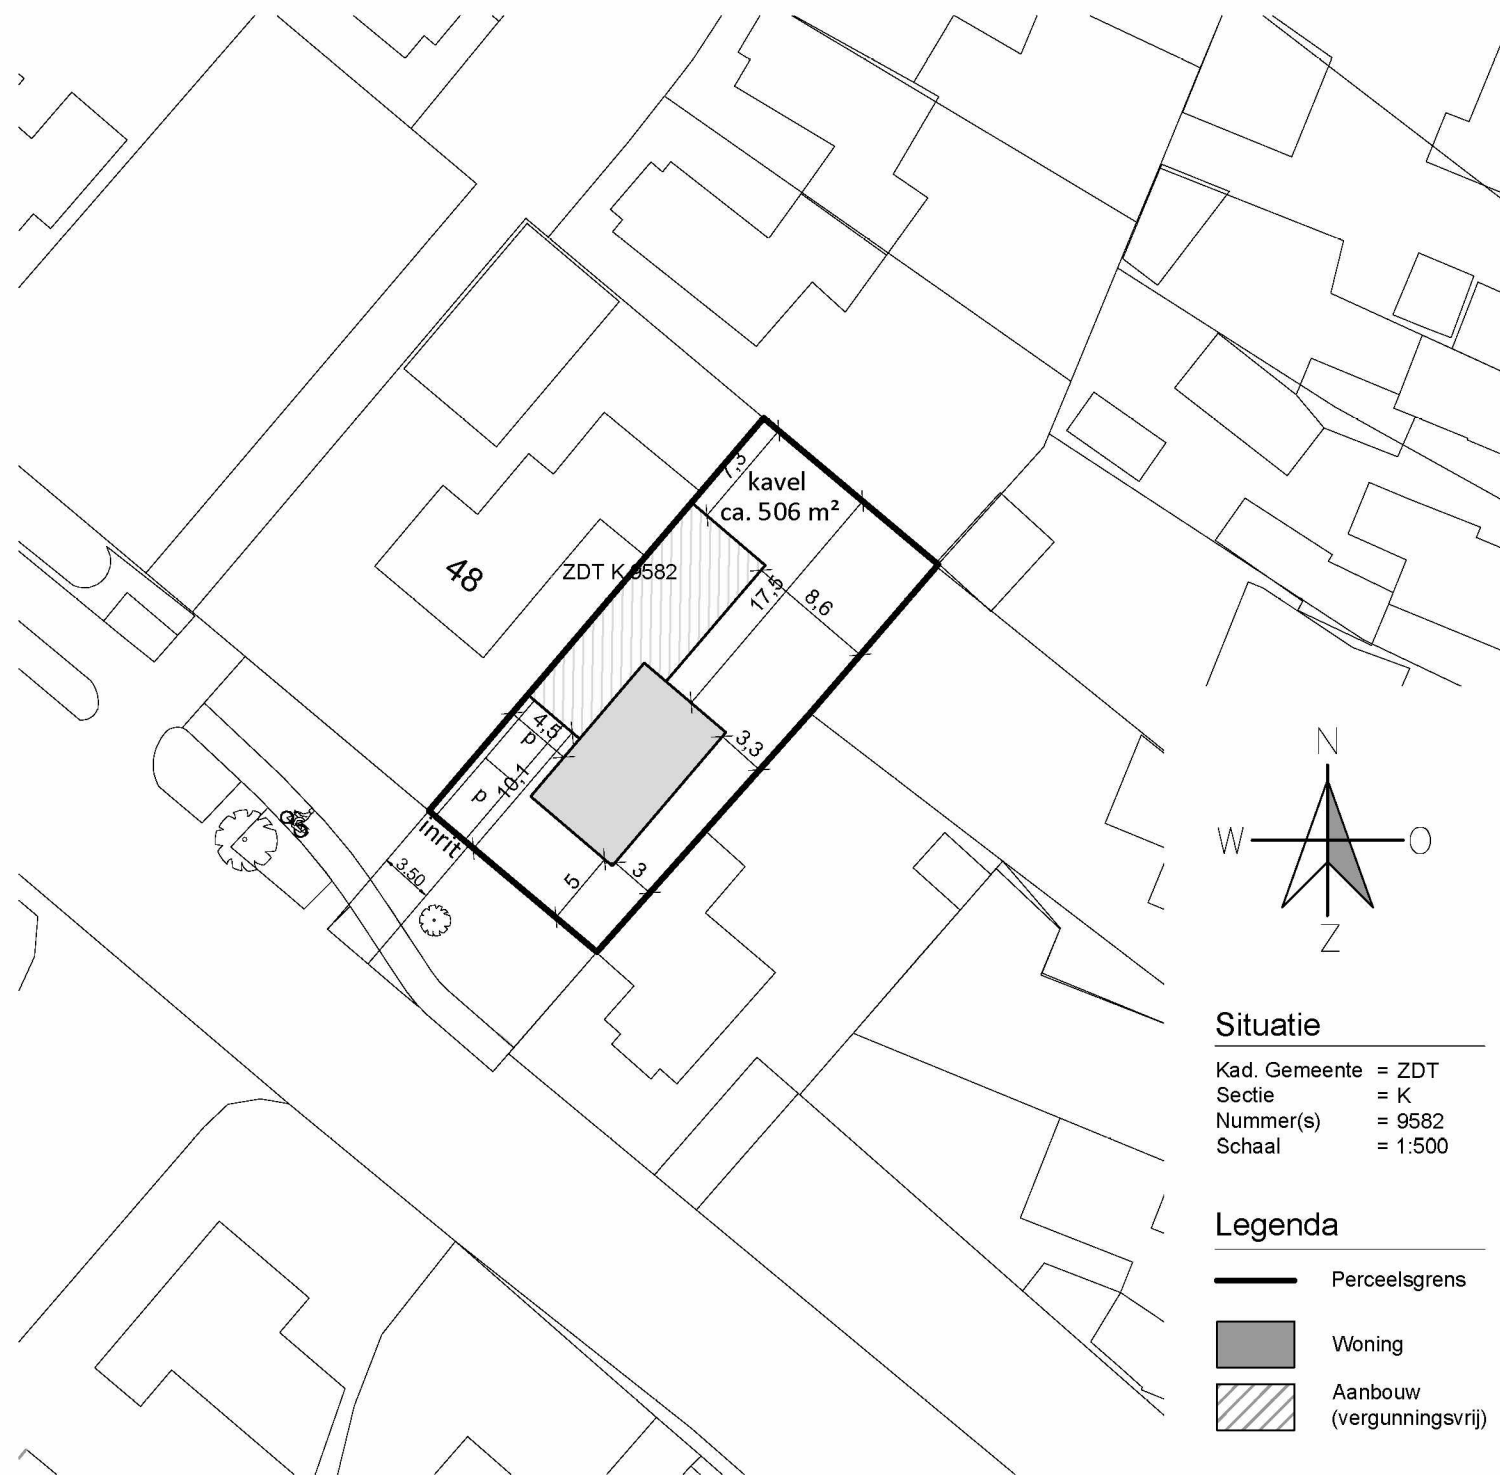 7,3
kavel
ca. 506 m²
48
ZDT K 9582
17,5
8,6
4,5
p
3,3
10,1
p
inrit
3.50
3
5
N
W
O
Z
Situatie
Kad. Gemeente = ZDT
Sectie = K
Nummer(s) = 9582
Schaal = 1:500
Legenda
Perceelsgrens
Woning
Aanbouw
(vergunningsvrij)